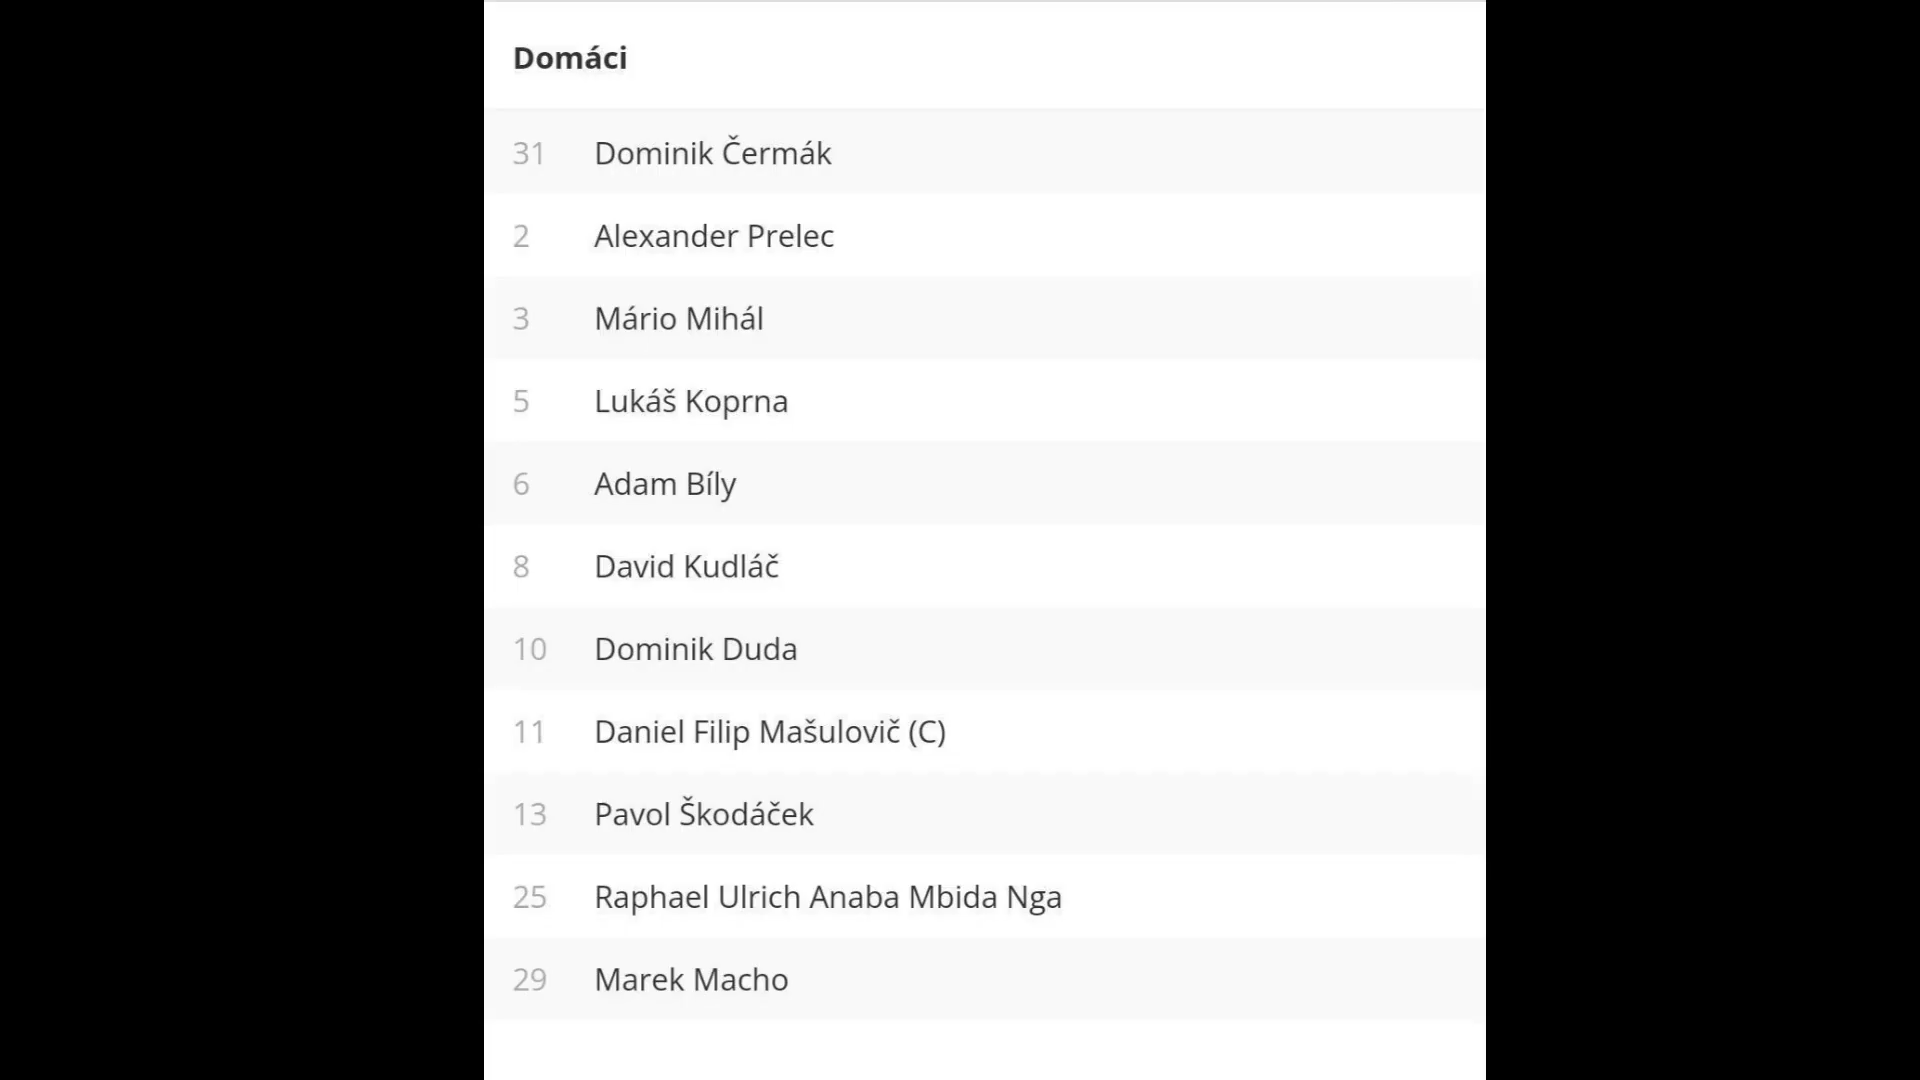 Domáci
31 Dominik Čermák
2 Alexander Prelec
3 Mário Mihál
5 Lukáš Koprna
6 Adam Bíly
8 David Kudláč
10 Dominik Duda
11 Daniel Filip Mašulovič (C)
13 Pavol Škodáček
25 Raphael Ulrich Anaba Mbida Nga
29 Marek Macho